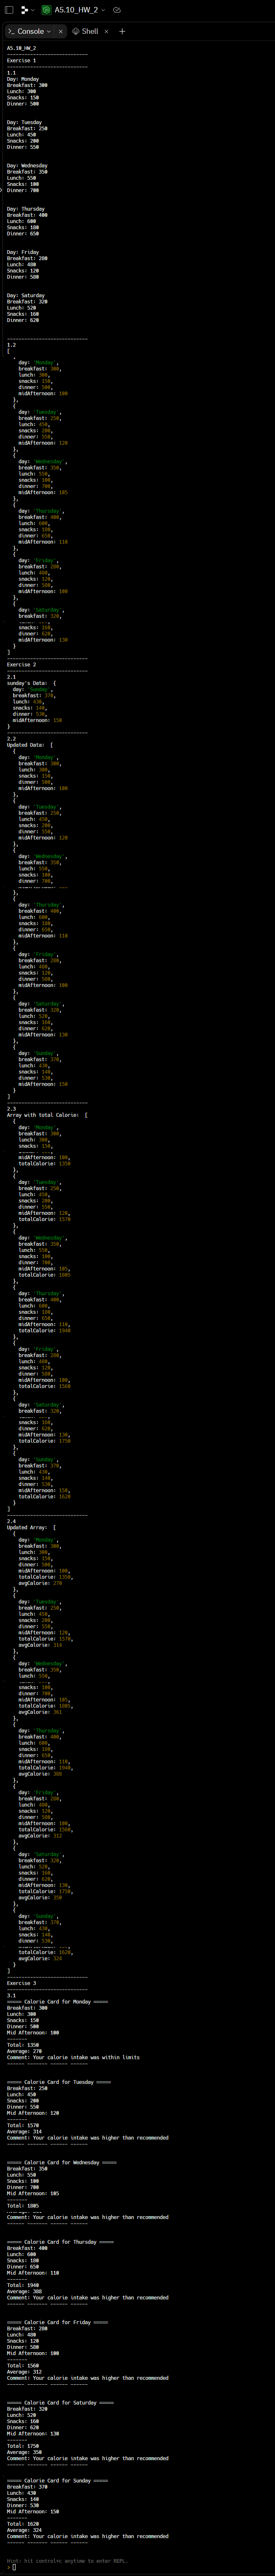 A5.10_HW_2
Console
Shell
A5.10_HW_2
---------------------------
Exercise 1
---------------------------
1.1
Day: Monday
Breakfast: 300
Lunch: 300
Snacks: 150
Dinner: 500
Day: Tuesday
Breakfast: 250
Lunch: 450
Snacks: 200
Dinner: 550
Day: Wednesday
Breakfast: 350
Lunch: 550
Snacks: 100
Dinner: 700
Day: Thursday
Breakfast: 400
Lunch: 600
Snacks: 180
Dinner: 650
Day: Friday
Breakfast: 280
Lunch: 480
Snacks: 120
Dinner: 580
Day: Saturday
Breakfast: 320
Lunch: 520
Snacks: 160
Dinner: 620
---------------------------
1.2
[
day: 'Monday',
breakfast: 300,
lunch: 300,
snacks: 150,
dinner: 500,
midAfternoon: 100
},
{
day: 'Tuesday',
breakfast: 250,
lunch: 450,
snacks: 200,
dinner: 550,
midAfternoon: 120
},
{
day: 'Wednesday',
breakfast: 350,
lunch: 550,
snacks: 100,
dinner: 700,
midAfternoon: 105
},
{
day: 'Thursday',
breakfast: 400,
lunch: 600,
snacks: 180,
dinner: 650,
midAfternoon: 110
},
{
day: 'Friday',
breakfast: 280,
lunch: 480,
snacks: 120,
dinner: 580,
midAfternoon: 100
},
{
day: 'Saturday',
breakfast: 320,
snacks: 160,
dinner: 620,
midAfternoon: 130
}
]
---------------------------
Exercise 2
---------------------------
2.1
sunday's Data:  {
day: 'Sunday',
breakfast: 370,
lunch: 430,
snacks: 140,
dinner: 530,
midAfternoon: 150
}
---------------------------
2.2
Updated Data:  [
{
day: 'Monday',
breakfast: 300,
lunch: 300,
snacks: 150,
dinner: 500,
midAfternoon: 100
},
{
day: 'Tuesday',
breakfast: 250,
lunch: 450,
snacks: 200,
dinner: 550,
midAfternoon: 120
},
{
day: 'Wednesday',
breakfast: 350,
lunch: 550,
snacks: 100,
dinner: 700,
},
{
day: 'Thursday',
breakfast: 400,
lunch: 600,
snacks: 180,
dinner: 650,
midAfternoon: 110
},
{
day: 'Friday',
breakfast: 280,
lunch: 480,
snacks: 120,
dinner: 580,
midAfternoon: 100
},
{
day: 'Saturday',
breakfast: 320,
lunch: 520,
snacks: 160,
dinner: 620,
midAfternoon: 130
},
{
day: 'Sunday',
breakfast: 370,
lunch: 430,
snacks: 140,
dinner: 530,
midAfternoon: 150
}
]
---------------------------
2.3
Array with total Calorie:  [
{
day: 'Monday',
breakfast: 300,
lunch: 300,
snacks: 150,
midAfternoon: 100,
totalCalorie: 1350
},
{
day: 'Tuesday',
breakfast: 250,
lunch: 450,
snacks: 200,
dinner: 550,
midAfternoon: 120,
totalCalorie: 1570
},
{
day: 'Wednesday',
breakfast: 350,
lunch: 550,
snacks: 100,
dinner: 700,
midAfternoon: 105,
totalCalorie: 1805
},
{
day: 'Thursday',
breakfast: 400,
lunch: 600,
snacks: 180,
dinner: 650,
midAfternoon: 110,
totalCalorie: 1940
},
{
day: 'Friday',
breakfast: 280,
lunch: 480,
snacks: 120,
dinner: 580,
midAfternoon: 100,
totalCalorie: 1560
},
{
day: 'Saturday',
breakfast: 320,
snacks: 160,
dinner: 620,
midAfternoon: 130,
totalCalorie: 1750
},
{
day: 'Sunday',
breakfast: 370,
lunch: 430,
snacks: 140,
dinner: 530,
midAfternoon: 150,
totalCalorie: 1620
}
]
---------------------------
2.4
Updated Array:  [
{
day: 'Monday',
breakfast: 300,
lunch: 300,
snacks: 150,
dinner: 500,
midAfternoon: 100,
totalCalorie: 1350,
avgCalorie: 270
},
{
day: 'Tuesday',
breakfast: 250,
lunch: 450,
snacks: 200,
dinner: 550,
midAfternoon: 120,
totalCalorie: 1570,
avgCalorie: 314
},
{
day: 'Wednesday',
breakfast: 350,
lunch: 550,
snacks: 100,
dinner: 700,
midAfternoon: 105,
totalCalorie: 1805,
avgCalorie: 361
},
{
day: 'Thursday',
breakfast: 400,
lunch: 600,
snacks: 180,
dinner: 650,
midAfternoon: 110,
totalCalorie: 1940,
avgCalorie: 388
},
{
day: 'Friday',
breakfast: 280,
lunch: 480,
snacks: 120,
dinner: 580,
midAfternoon: 100,
totalCalorie: 1560,
avgCalorie: 312
},
{
day: 'Saturday',
breakfast: 320,
lunch: 520,
snacks: 160,
dinner: 620,
midAfternoon: 130,
totalCalorie: 1750,
avgCalorie: 350
},
{
day: 'Sunday',
breakfast: 370,
lunch: 430,
snacks: 140,
dinner: 530,
totalCalorie: 1620,
avgCalorie: 324
}
]
---------------------------
Exercise 3
---------------------------
3.1
===== Calorie Card for Monday =====
Breakfast: 300
Lunch: 300
Snacks: 150
Dinner: 500
Mid Afternoon: 100
-------
Total: 1350
Average: 270
Comment: Your calorie intake was within limits
------ ------- ------ ------
===== Calorie Card for Tuesday =====
Breakfast: 250
Lunch: 450
Snacks: 200
Dinner: 550
Mid Afternoon: 120
-------
Total: 1570
Average: 314
Comment: Your calorie intake was higher than recommended
------ ------- ------ ------
===== Calorie Card for Wednesday =====
Breakfast: 350
Lunch: 550
Snacks: 100
Dinner: 700
Mid Afternoon: 105
-------
Total: 1805
Comment: Your calorie intake was higher than recommended
------ ------- ------ ------
===== Calorie Card for Thursday =====
Breakfast: 400
Lunch: 600
Snacks: 180
Dinner: 650
Mid Afternoon: 110
-------
Total: 1940
Average: 388
Comment: Your calorie intake was higher than recommended
------ ------- ------ ------
===== Calorie Card for Friday =====
Breakfast: 280
Lunch: 480
Snacks: 120
Dinner: 580
Mid Afternoon: 100
-------
Total: 1560
Average: 312
Comment: Your calorie intake was higher than recommended
------ ------- ------ ------
===== Calorie Card for Saturday =====
Breakfast: 320
Lunch: 520
Snacks: 160
Dinner: 620
Mid Afternoon: 130
-------
Total: 1750
Average: 350
Comment: Your calorie intake was higher than recommended
------ ------- ------ ------
===== Calorie Card for Sunday =====
Breakfast: 370
Lunch: 430
Snacks: 140
Dinner: 530
Mid Afternoon: 150
-------
Total: 1620
Average: 324
Comment: Your calorie intake was higher than recommended
------ ------- ------ ------
Hint: hit control+c anytime to enter REPL.
>